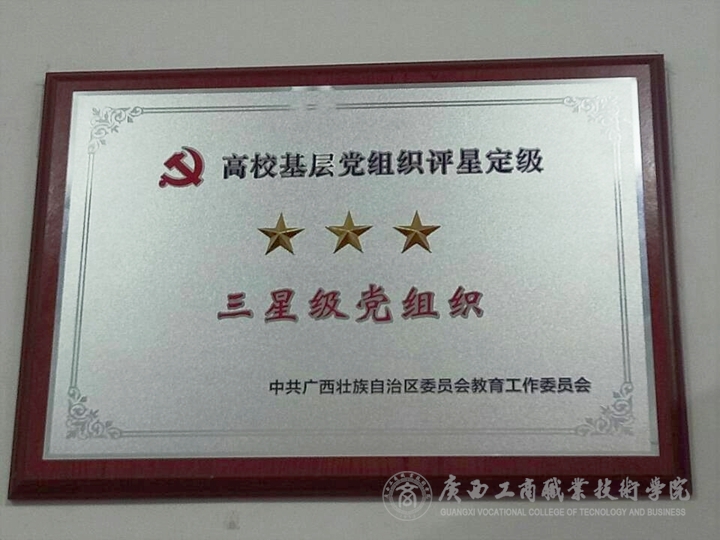 高校基层党组织评星定级
三星级党组织
中共广西壮族自治区委员会教育工作委员会
广西工商職業技術学院
GUANGXI VOCATIONAL COLLEGE OF TECNOLOGY AND BUSINESS